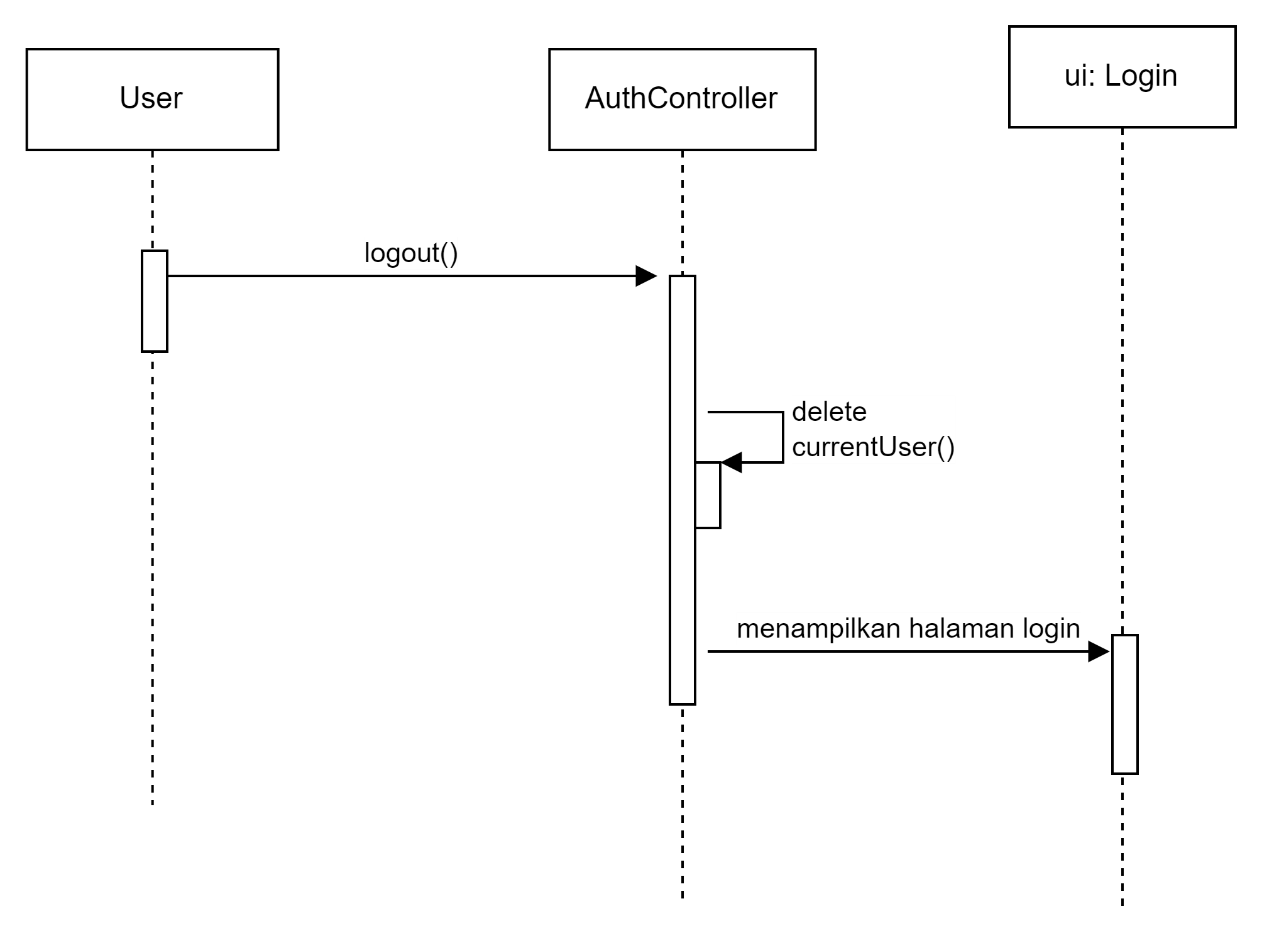 User
AuthController
ui: Login
logout()
delete
currentUser()
menampilkan halaman login